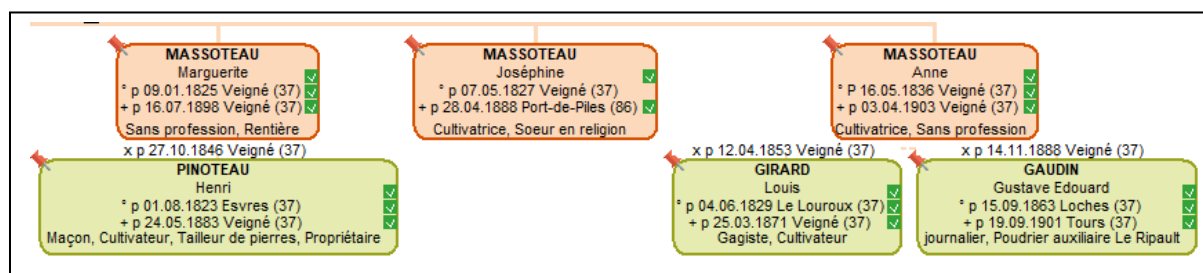 MASSOTEAU
Marguerite
° p 09.01.1825 Veigné (37)
+ p 16.07.1898 Veigné (37)
Sans profession, Rentière
x p 27.10.1846 Veigné (37)
PINOTEAU
Henri
° p 01.08.1823 Esvres (37)
+ p 24.05.1883 Veigné (37)
Maçon, Cultivateur, Tailleur de pierres, Propriétaire
MASSOTEAU
Joséphine
° p 07.05.1827 Veigné (37)
+ p 28.04.1888 Port-de-Piles (86)
Cultivatrice, Soeur en religion
MASSOTEAU
Anne
° P 16.05.1836 Veigné (37)
+ p 03.04.1903 Veigné (37)
Cultivatrice, Sans profession
x p 12.04.1853 Veigné (37)
GIRARD
Louis
° p 04.06.1829 Le Louroux (37)
+ p 25.03.1871 Veigné (37)
Gagiste, Cultivateur
x p 14.11.1888 Veigné (37)
GAUDIN
Gustave Edouard
° p 15.09.1863 Loches (37)
+ p 19.09.1901 Tours (37)
journalier, Poudrier auxiliaire Le Ripault